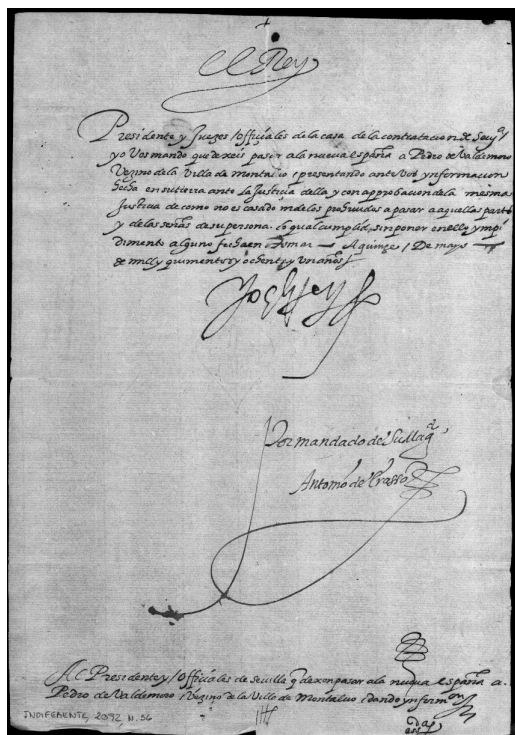 El Rey
Presidente y Juezes officiales de la casa de la contratacion de Sevª
yo Vos mando que dexeis pasar a la nueva españa a Pedro de Valdemoro
Vezino de la Villa de montalvo presentando ante Vos ynformacion
hecha en su tierra ante la Justicia della y con approbacion de la misma
Justicia de como no es casado ni de los prohividos a pasar a aquellas partes
y de las señas de su persona. lo qual cumplid, sin poner en ello ympe
dimento alguno fecha en Tomar A quinze De mayo
de mill y quinientos y ochenta y un años
Yo el Rey
Por mandado de Su Magd
Antonio de Erasso
Al Presidente y officiales de Sevilla q dexen pasar a la nueva españa a
Pedro de Valdemoro Vezino de la Villa de Montalvo dando ynformon
INDIFERENTE, 2092, N.56